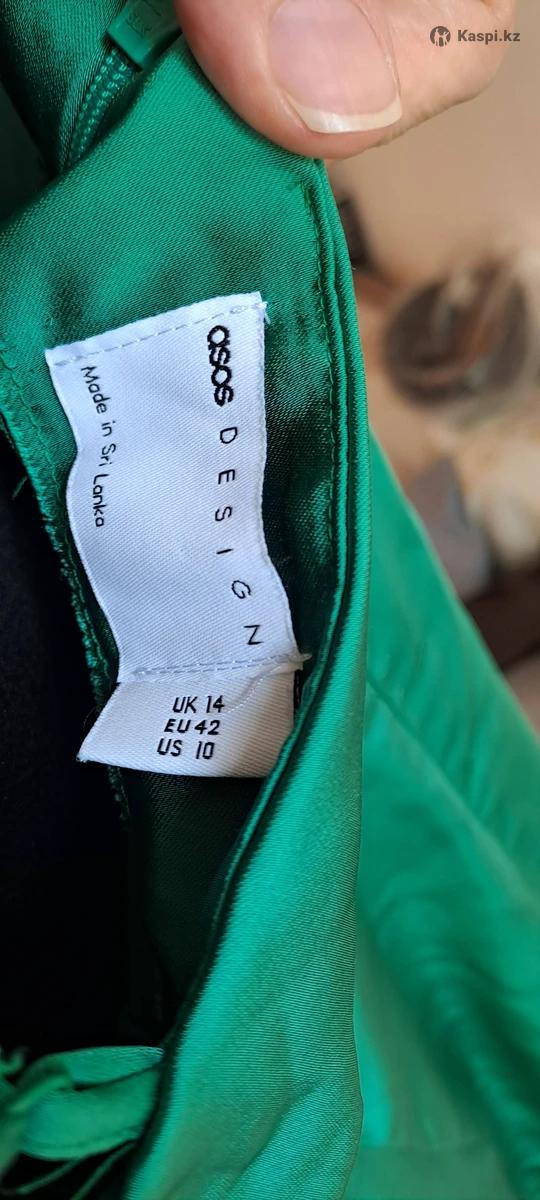 Kaspi.kz
asos DESIGN
Made in Sri Lanka
UK 14
EU 42
US 10